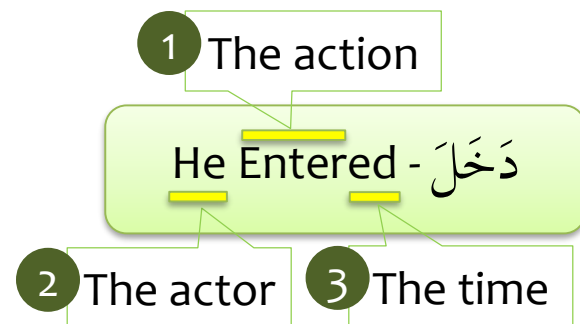 1 The action
He Entered - دَخَلَ
2 The actor
3 The time